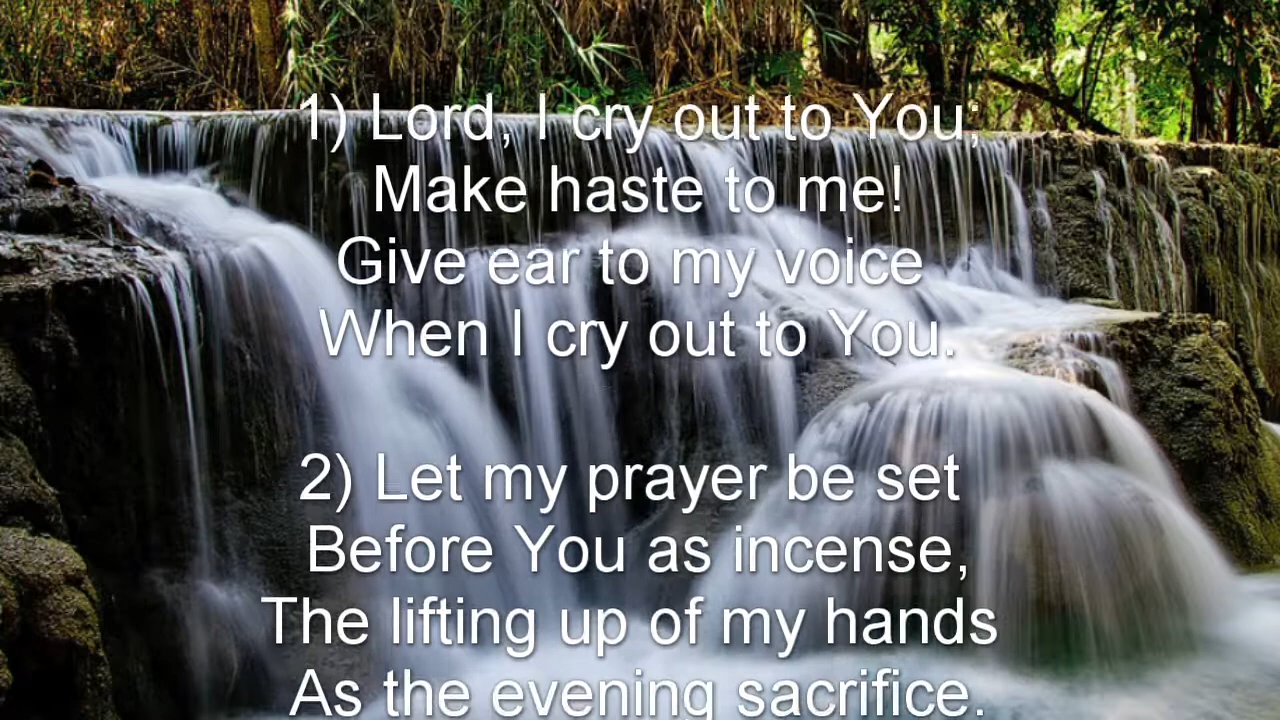 1) Lord, I cry out to You;
Make haste to me!
Give ear to my voice
When I cry out to You.
2) Let my prayer be set
Before You as incense,
The lifting up of my hands
As the evening sacrifice.